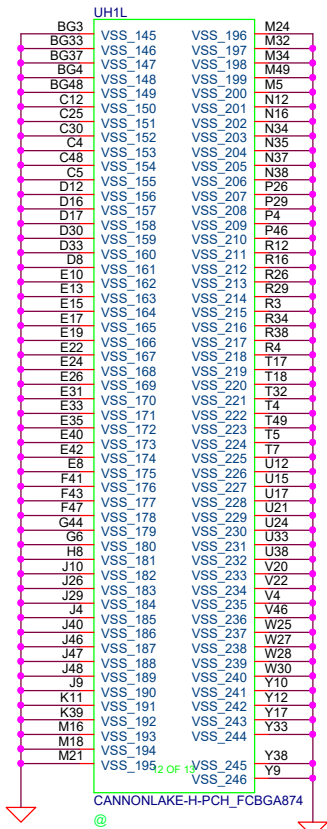 UH1L
BG3 VSS_145 VSS_196 M24
BG33 VSS_146 VSS_197 M32
BG37 VSS_147 VSS_198 M34
BG4 VSS_148 VSS_199 M49
BG48 VSS_149 VSS_200 M5
C12 VSS_150 VSS_201 N12
C25 VSS_151 VSS_202 N16
C30 VSS_152 VSS_203 N34
C4 VSS_153 VSS_204 N35
C48 VSS_154 VSS_205 N37
C5 VSS_155 VSS_206 N38
D12 VSS_156 VSS_207 P26
D16 VSS_157 VSS_208 P29
D17 VSS_158 VSS_209 P4
D30 VSS_159 VSS_210 P46
D33 VSS_160 VSS_211 R12
D8 VSS_161 VSS_212 R16
E10 VSS_162 VSS_213 R26
E13 VSS_163 VSS_214 R29
E15 VSS_164 VSS_215 R3
E17 VSS_165 VSS_216 R34
E19 VSS_166 VSS_217 R38
E22 VSS_167 VSS_218 R4
E24 VSS_168 VSS_219 T17
E26 VSS_169 VSS_220 T18
E31 VSS_170 VSS_221 T32
E33 VSS_171 VSS_222 T4
E35 VSS_172 VSS_223 T49
E40 VSS_173 VSS_224 T5
E42 VSS_174 VSS_225 T7
E8 VSS_175 VSS_226 U12
F41 VSS_176 VSS_227 U15
F43 VSS_177 VSS_228 U17
F47 VSS_178 VSS_229 U21
G44 VSS_179 VSS_230 U24
G6 VSS_180 VSS_231 U33
H8 VSS_181 VSS_232 U38
J10 VSS_182 VSS_233 V20
J26 VSS_183 VSS_234 V22
J29 VSS_184 VSS_235 V4
J4 VSS_185 VSS_236 V46
J40 VSS_186 VSS_237 W25
J46 VSS_187 VSS_238 W27
J47 VSS_188 VSS_239 W28
J48 VSS_189 VSS_240 W30
J9 VSS_190 VSS_241 Y10
K11 VSS_191 VSS_242 Y12
K39 VSS_192 VSS_243 Y17
M16 VSS_193 VSS_244 Y33
M18 VSS_194
M21 VSS_195 12 OF 13 VSS_245 Y38
VSS_246 Y9
CANNONLAKE-H-PCH_FCBGA874
@